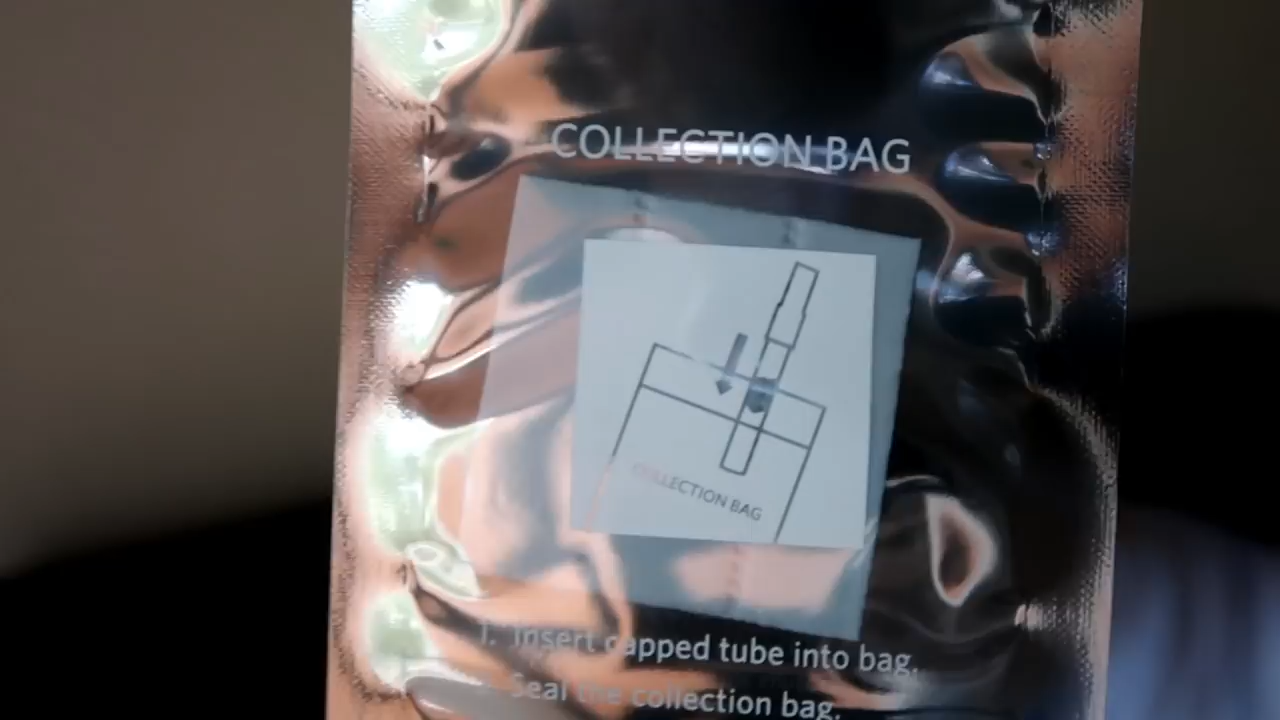 COLLECTION BAG
COLLECTION BAG
1. Insert capped tube into bag.
Seal the collection bag.